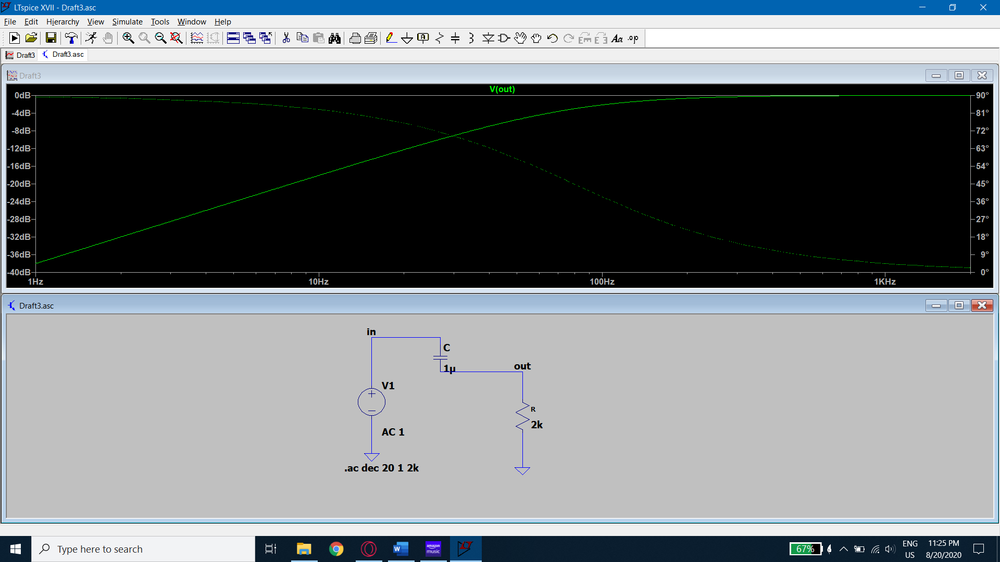 LTspice XVII - Draft3.asc
File Edit Hierarchy View Simulate Tools Window Help
Draft3 Draft3.asc
Draft3
V(out)
0dB 90°
-4dB 81°
-8dB 72°
-12dB 63°
-16dB 54°
-20dB 45°
-24dB 36°
-28dB 27°
-32dB 18°
-36dB 9°
-40dB 0°
1Hz 10Hz 100Hz 1KHz
Draft3.asc
in
C
1µ
out
V1
R
2k
AC 1
.ac dec 20 1 2k
Type here to search
67%
ENG
US
11:25 PM
8/20/2020
amazon
music